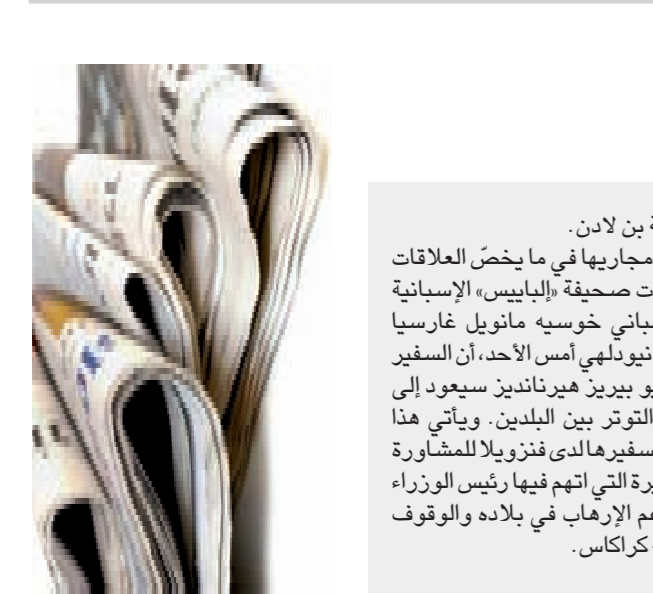 ة بن لادن.
مجاريها في ما يخصّ العلاقات
ت صحيفة «إلباييس» الإسبانية
باني خوسيه مانويل غارسيا
نيودلهي أمس الأحد، أن السفير
يو بيريز هيرنانديز سيعود إلى
التوتر بين البلدين. ويأتي هذا
سفيرها لدى فنزويلا للمشاورة
يرة التي اتهم فيها رئيس الوزراء
عم الإرهاب في بلاده والوقوف
كراكاس.